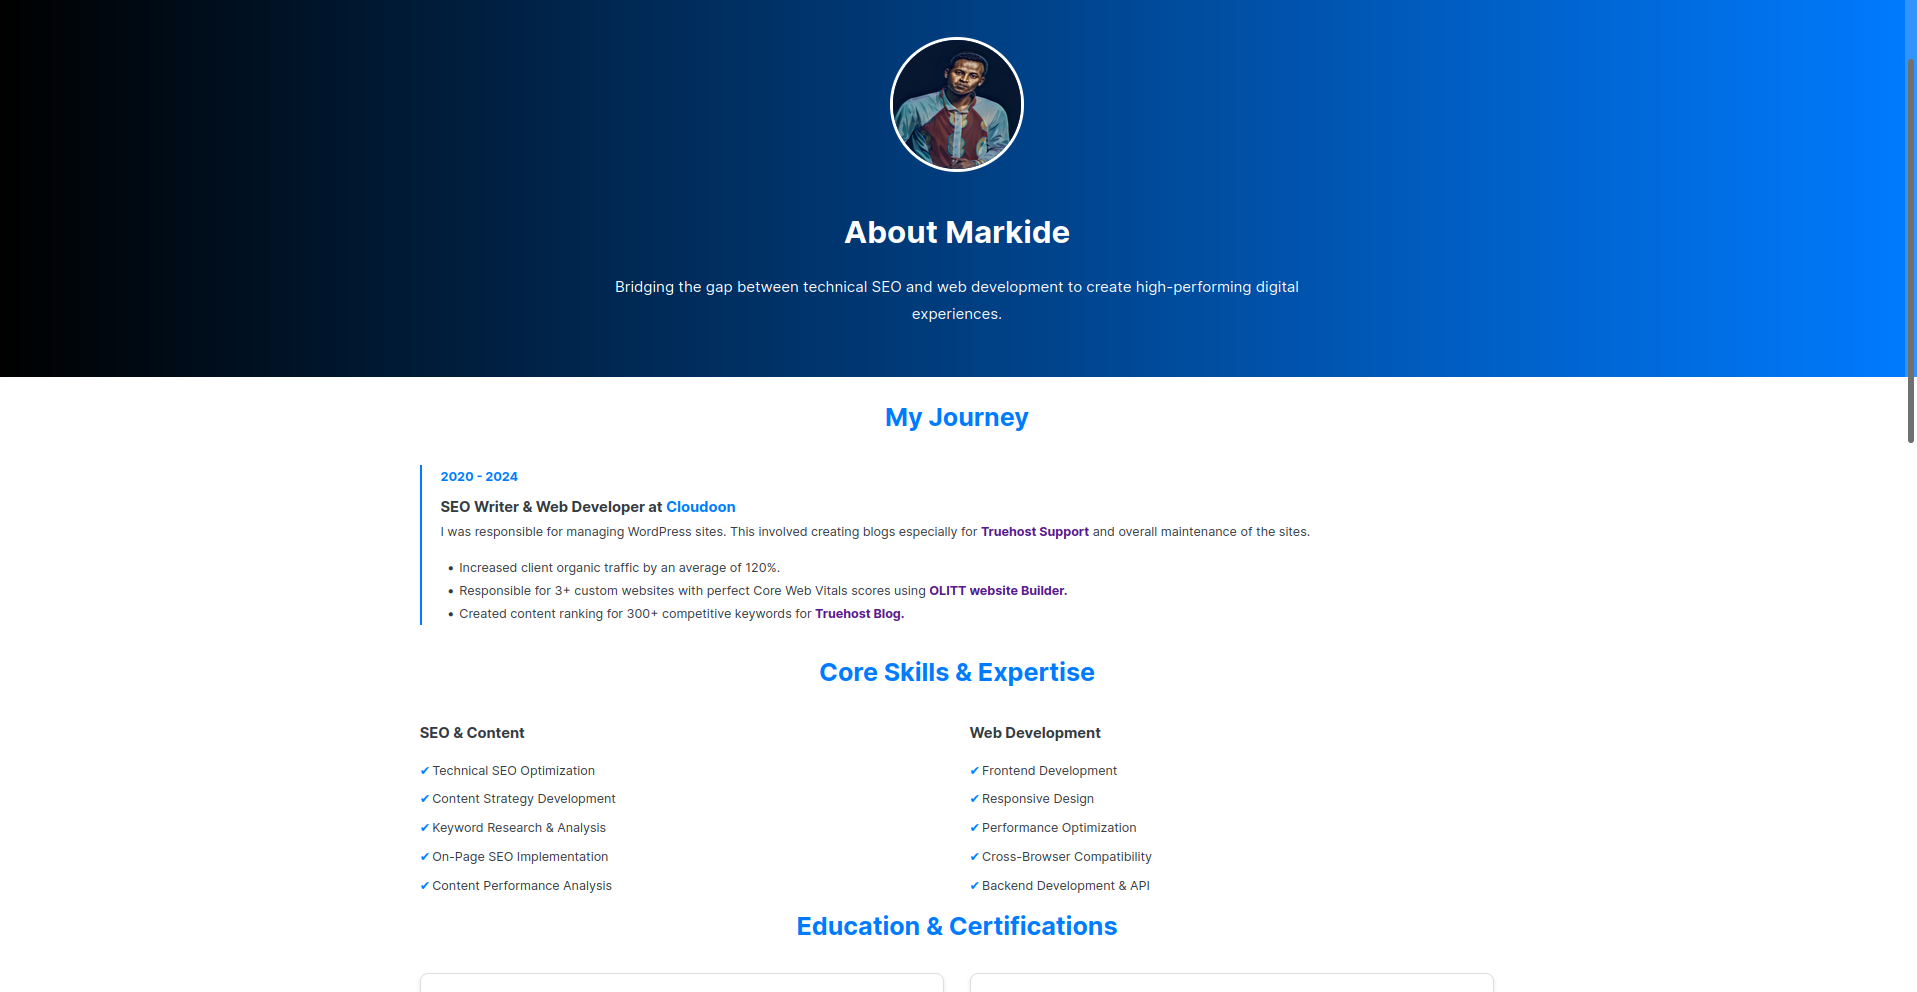 About Markide
Bridging the gap between technical SEO and web development to create high-performing digital
experiences.
My Journey
2020 - 2024
SEO Writer & Web Developer at Cloudoon
I was responsible for managing WordPress sites. This involved creating blogs especially for Truehost Support and overall maintenance of the sites.
• Increased client organic traffic by an average of 120%.
• Responsible for 3+ custom websites with perfect Core Web Vitals scores using OLITT website Builder.
• Created content ranking for 300+ competitive keywords for Truehost Blog.
Core Skills & Expertise
SEO & Content
✔ Technical SEO Optimization
✔ Content Strategy Development
✔ Keyword Research & Analysis
✔ On-Page SEO Implementation
✔ Content Performance Analysis
Web Development
✔ Frontend Development
✔ Responsive Design
✔ Performance Optimization
✔ Cross-Browser Compatibility
✔ Backend Development & API
Education & Certifications